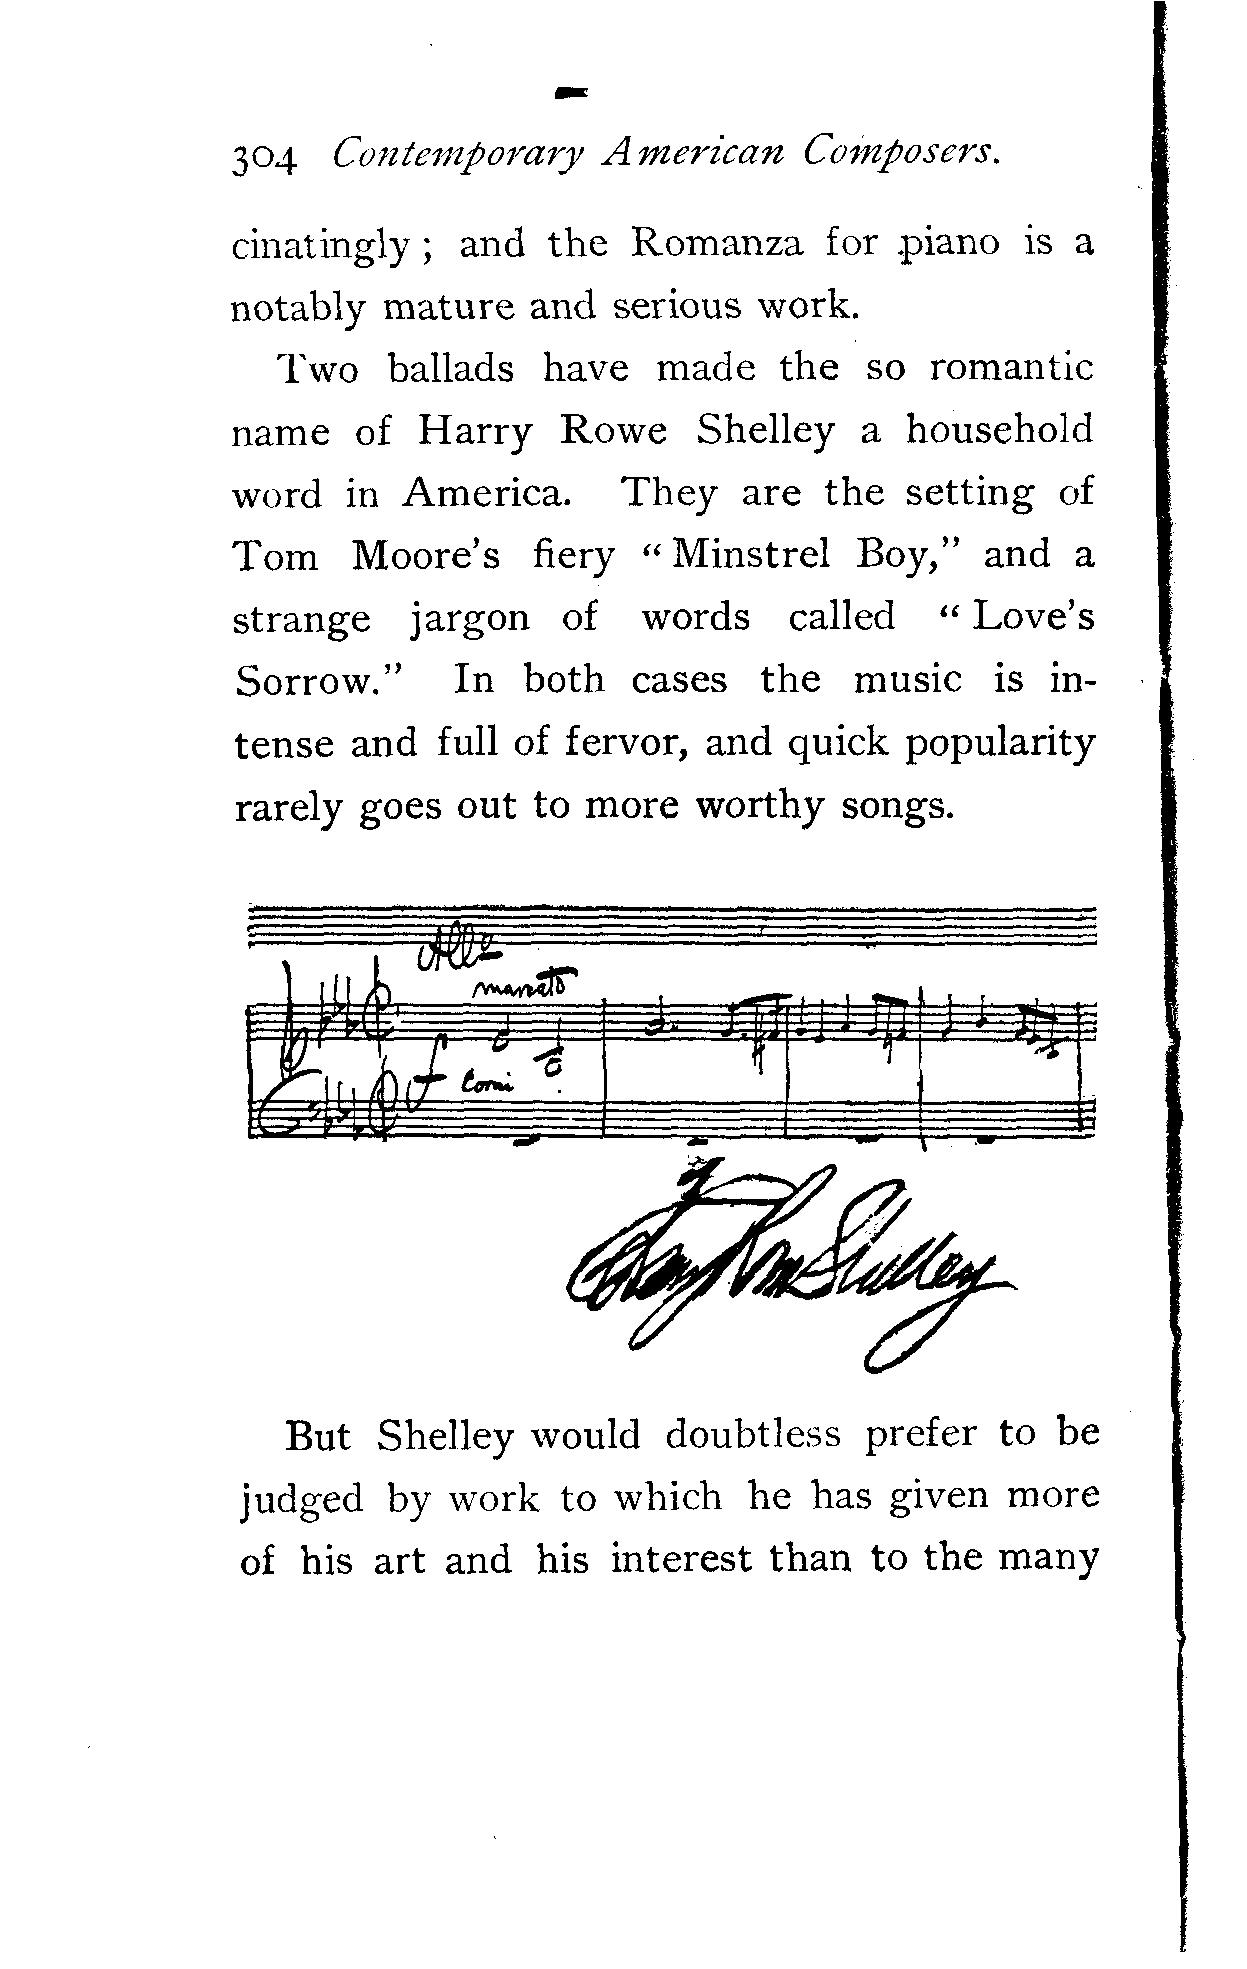 304 Contemporary American Composers.
cinatingly ; and the Romanza for piano is a
notably mature and serious work.
Two ballads have made the so romantic
name of Harry Rowe Shelley a household
word in America. They are the setting of
Tom Moore's fiery “ Minstrel Boy,” and a
strange jargon of words called “ Love's
Sorrow.” In both cases the music is in-
tense and full of fervor, and quick popularity
rarely goes out to more worthy songs.
Allo
marcato
f Corni
Harry Rowe Shelley
But Shelley would doubtless prefer to be
judged by work to which he has given more
of his art and his interest than to the many